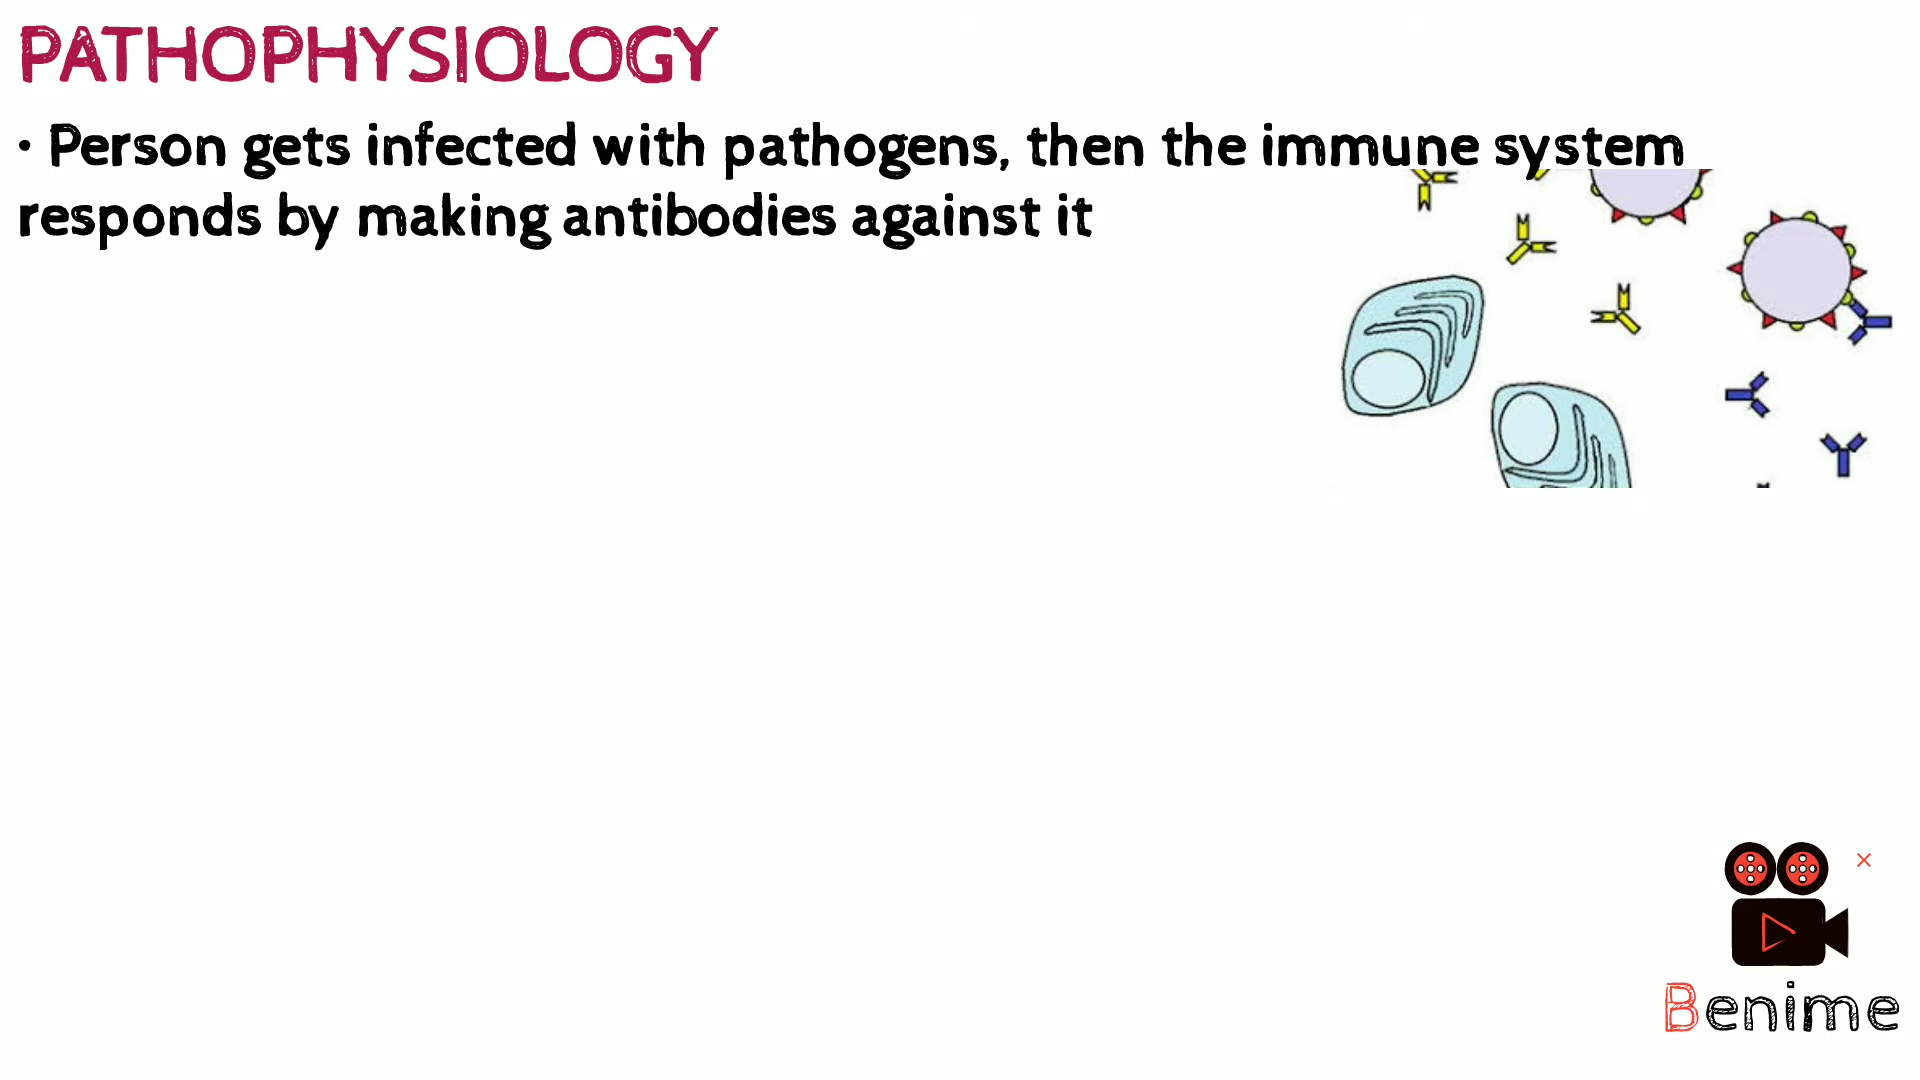 PATHOPHYSIOLOGY
• Person gets infected with pathogens, then the immune system
responds by making antibodies against it
Benime